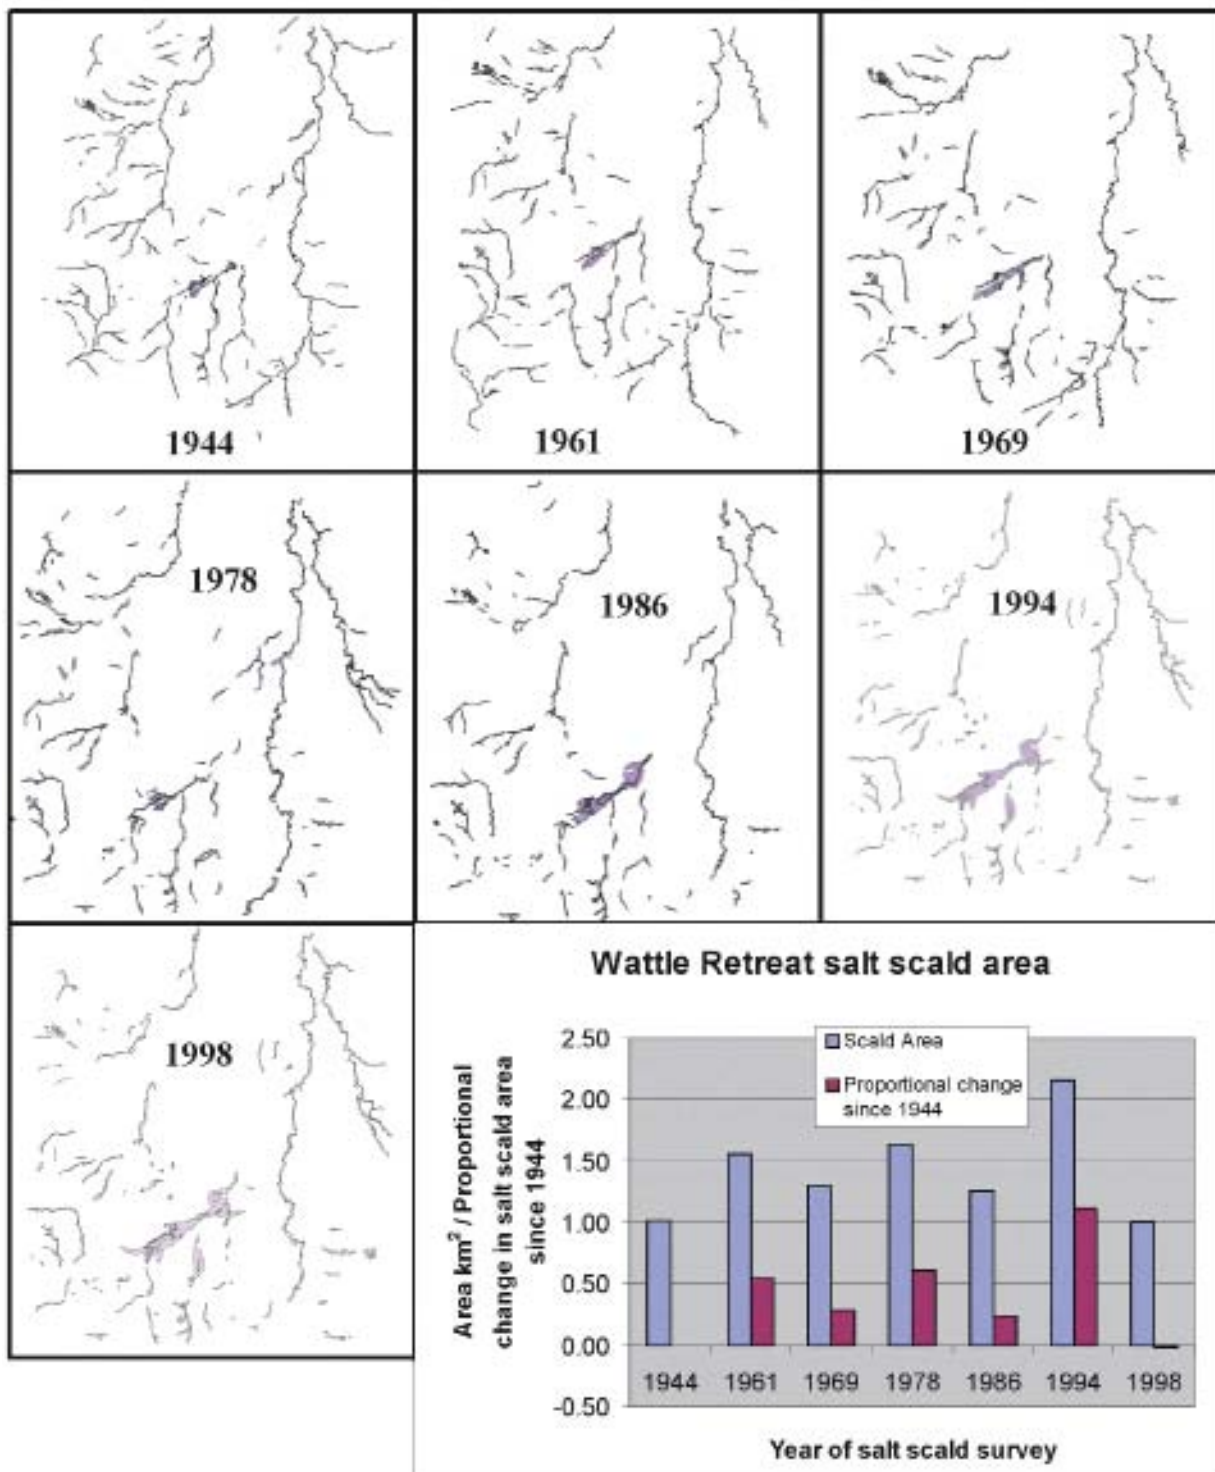 1944
1961
1969
1978
1986
1994
1998
Wattle Retreat salt scald area
Area km² / Proportional
change in salt scald area
since 1944
2.50
2.00
1.50
1.00
0.50
0.00
-0.50
Scald Area
Proportional change
since 1944
1944 1961 1969 1978 1986 1994 1998
Year of salt scald survey